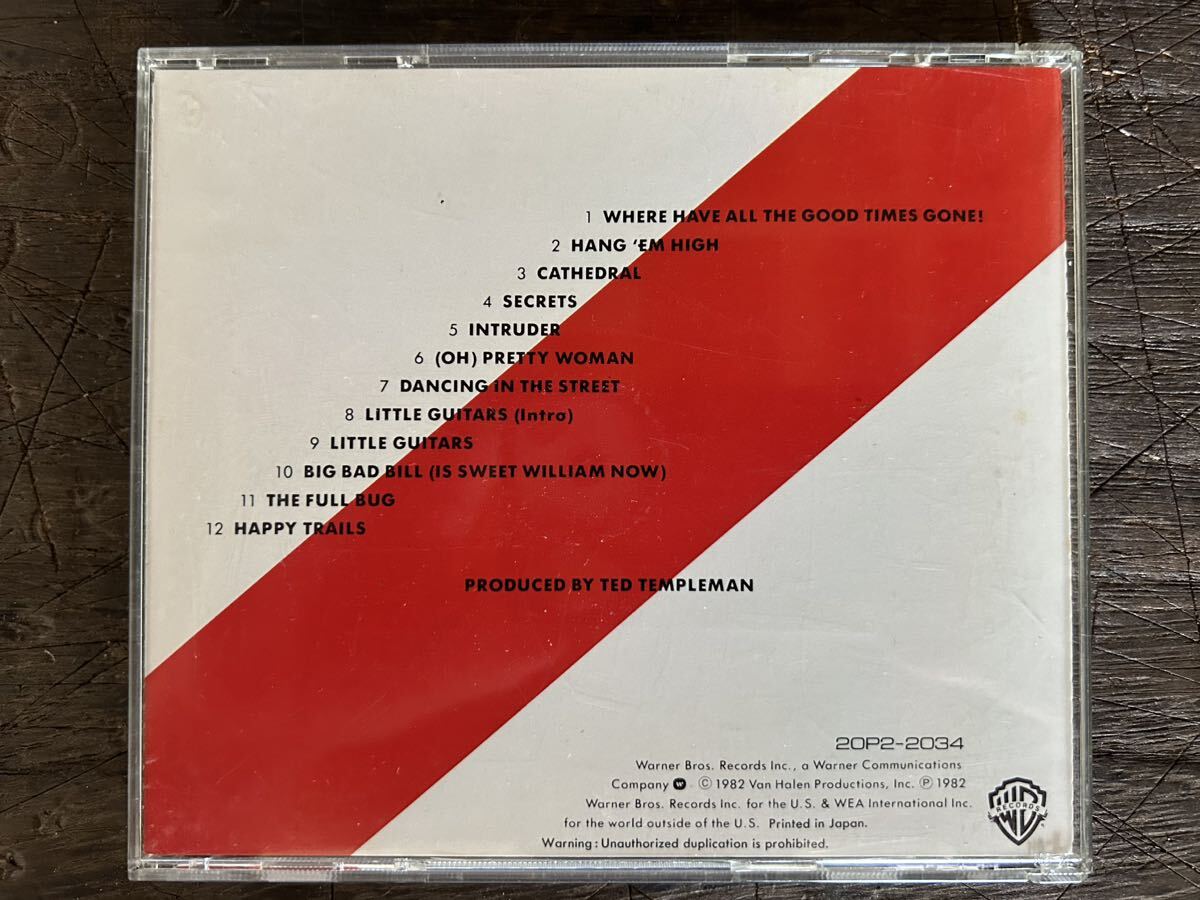 1 WHERE HAVE ALL THE GOOD TIMES GONE!
2 HANG 'EM HIGH
3 CATHEDRAL
4 SECRETS
5 INTRUDER
6 (OH) PRETTY WOMAN
7 DANCING IN THE STREET
8 LITTLE GUITARS (Intro)
9 LITTLE GUITARS
10 BIG BAD BILL (IS SWEET WILLIAM NOW)
11 THE FULL BUG
12 HAPPY TRAILS
PRODUCED BY TED TEMPLEMAN
20P2-2034
Warner Bros. Records Inc., a Warner Communications
Company W © 1982 Van Halen Productions, Inc. ℗ 1982
Warner Bros. Records Inc. for the U.S. & WEA International Inc.
for the world outside of the U.S. Printed in Japan.
Warning: Unauthorized duplication is prohibited.
WB RECORDS